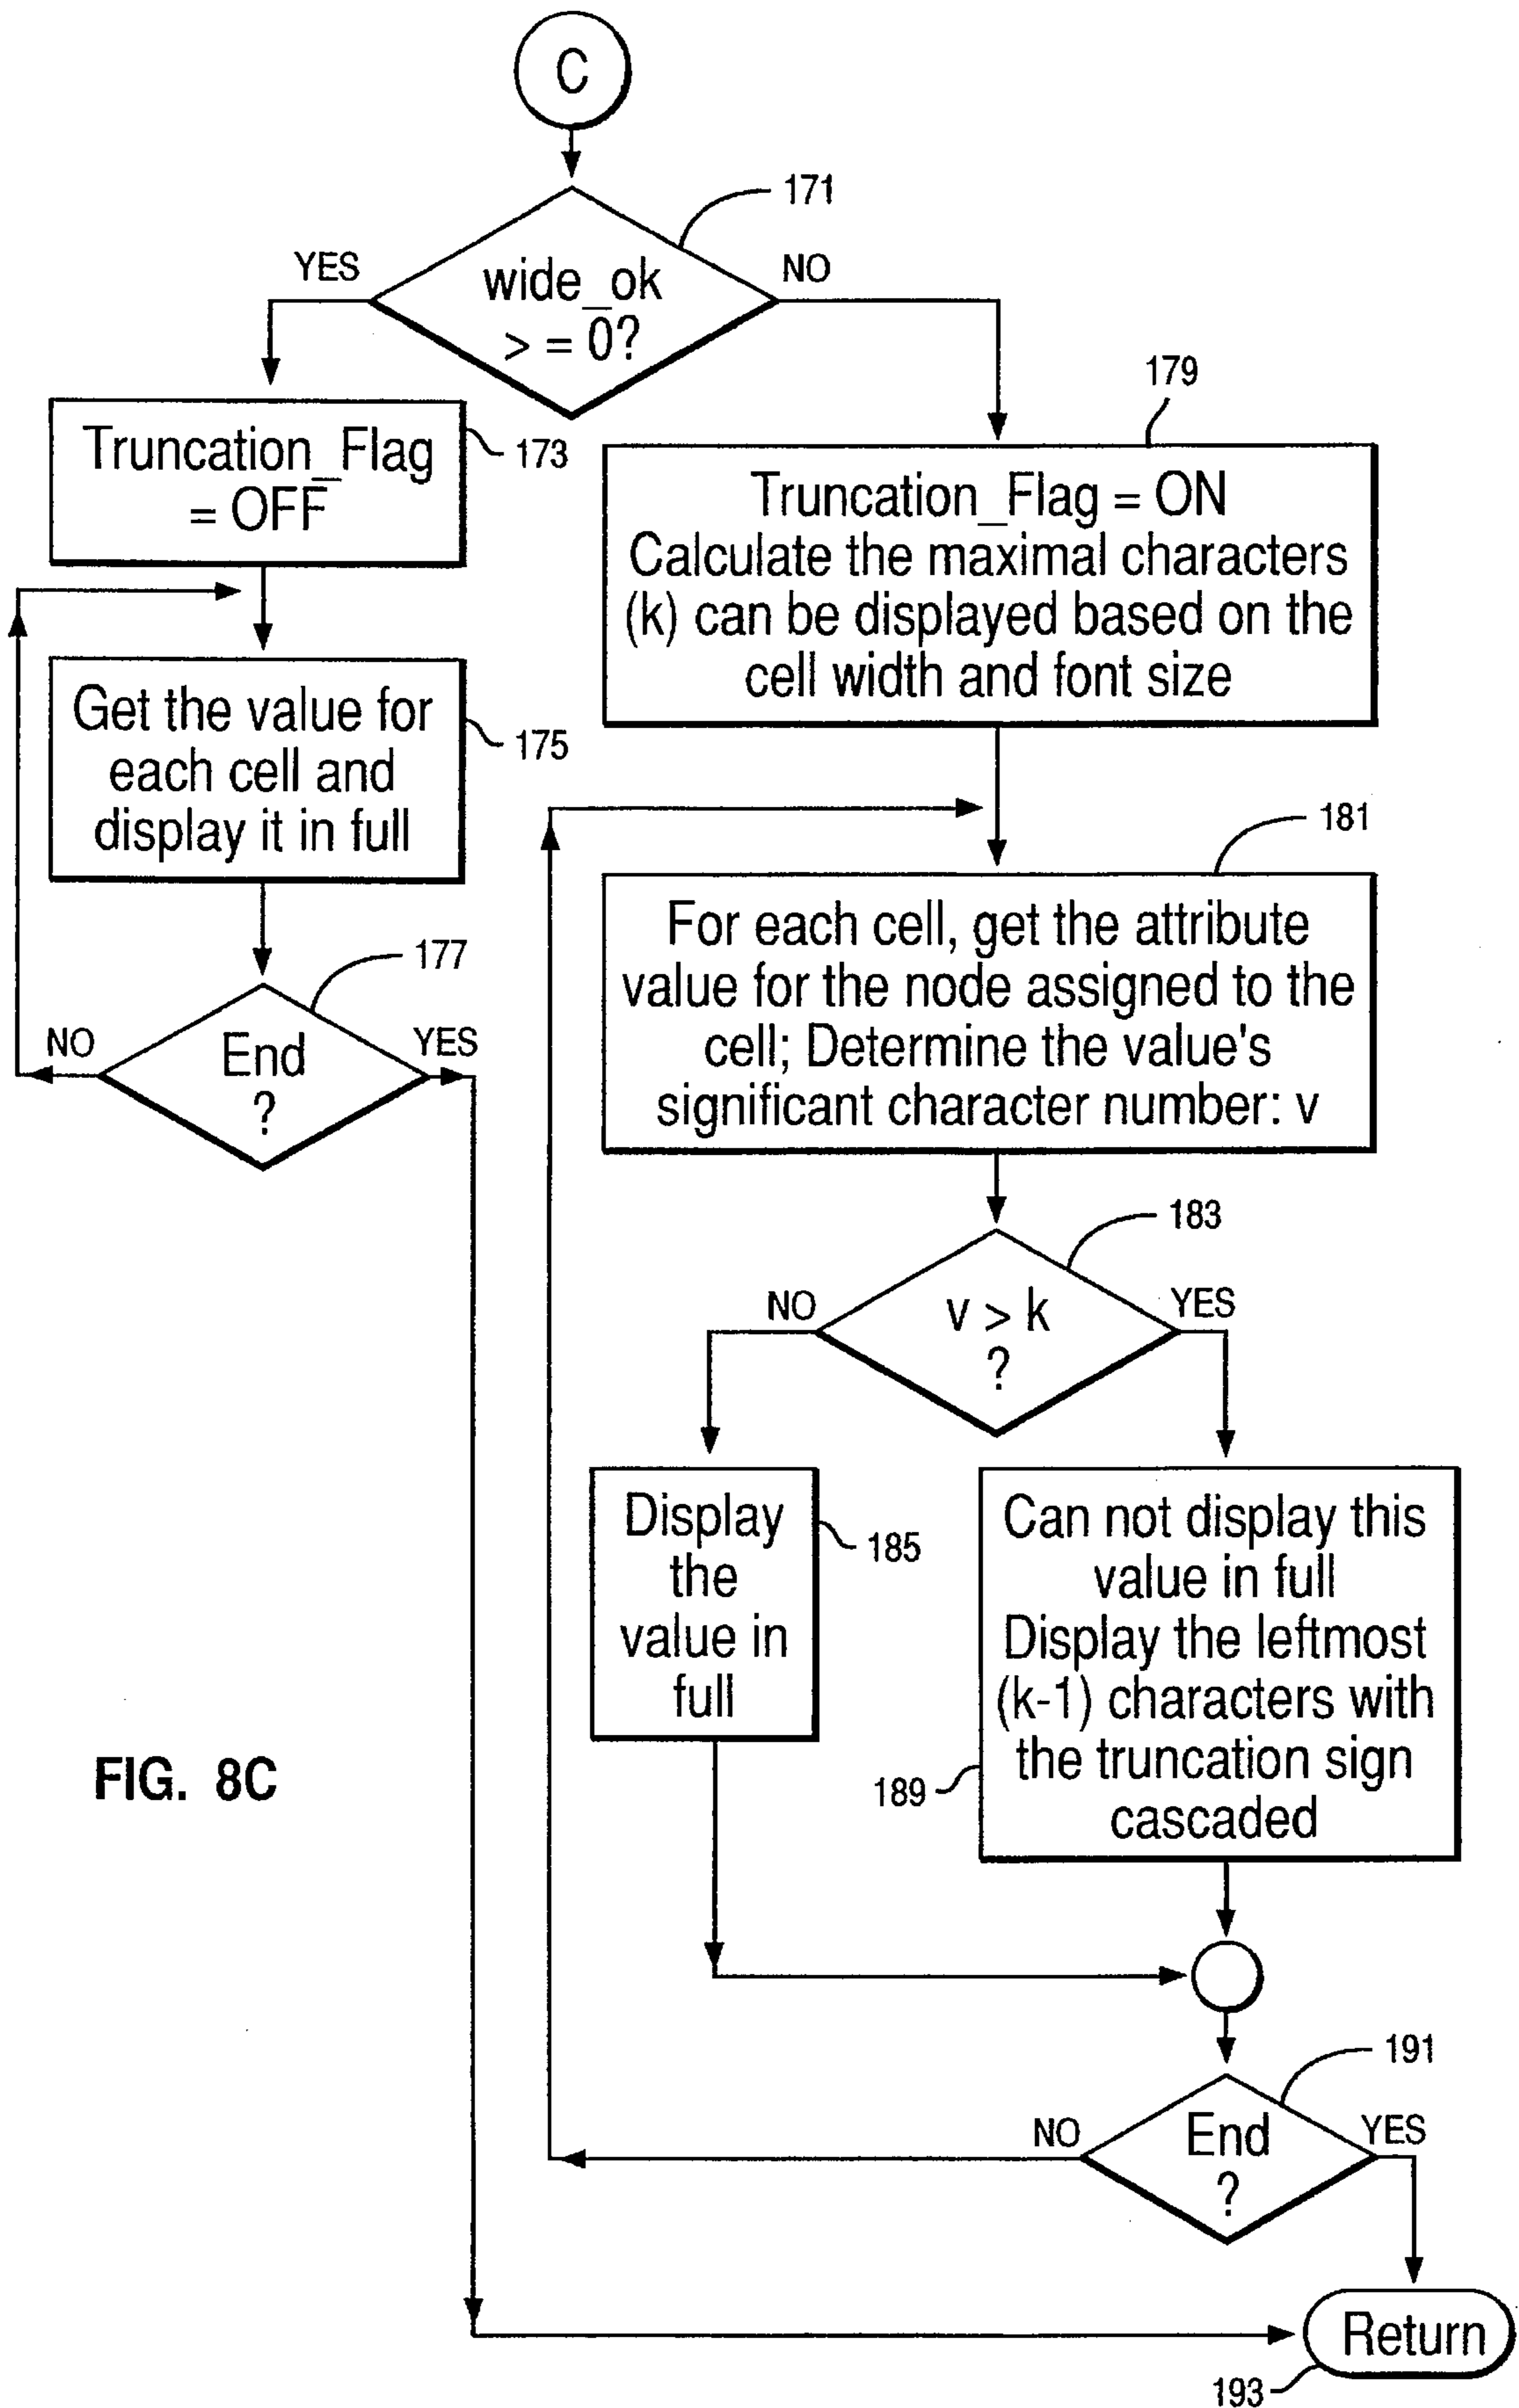 C
171
YES
NO
wide_ok
> = 0?
179
Truncation_Flag
= OFF
173
Truncation_Flag = ON
Calculate the maximal characters
(k) can be displayed based on the
cell width and font size
Get the value for
each cell and
display it in full
175
181
For each cell, get the attribute
value for the node assigned to the
cell; Determine the value's
significant character number: v
177
NO
End
?
YES
183
NO
v > k
?
YES
Display
the
value in
full
185
Can not display this
value in full
Display the leftmost
(k-1) characters with
the truncation sign
cascaded
189
FIG. 8C
191
NO
End
?
YES
Return
193